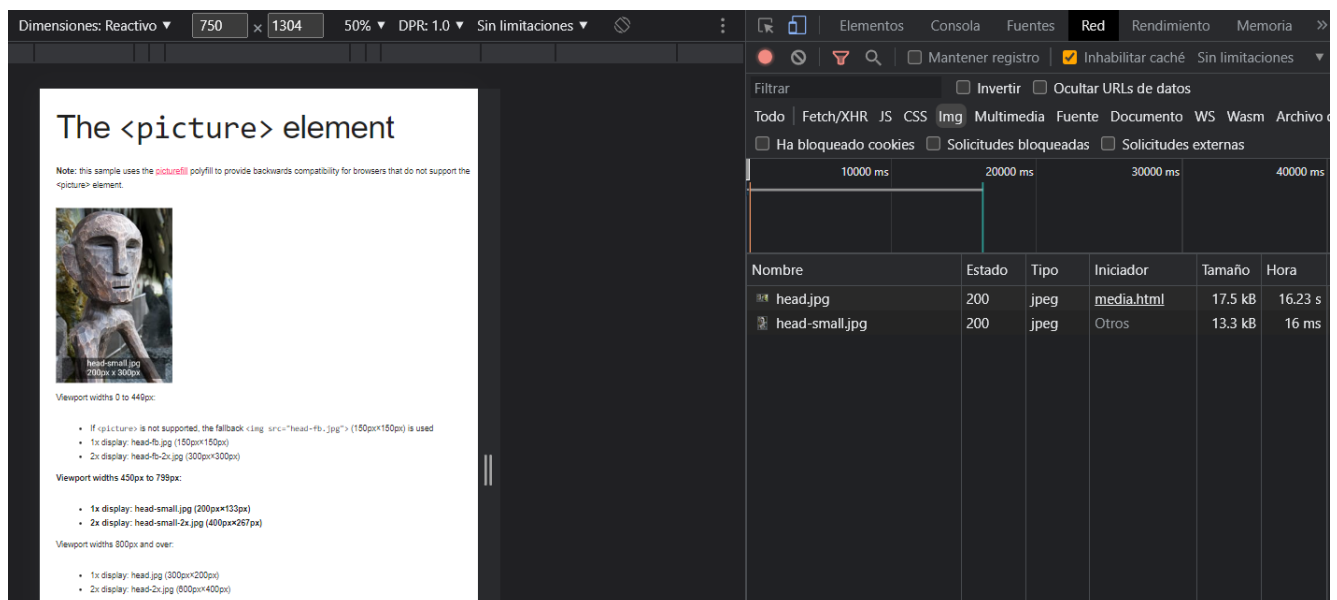 Dimensiones: Reactivo ▼ 750 × 1304 50% ▼ DPR: 1.0 ▼ Sin limitaciones ▼
The <picture> element
Note: this sample uses the picturefill polyfill to provide backwards compatibility for browsers that do not support the
<picture> element.
head-small.jpg
200px x 300px
Viewport widths 0 to 449px:
• If <picture> is not supported, the fallback <img src="head-fb.jpg"> (150px×150px) is used
• 1x display: head-fb.jpg (150px×150px)
• 2x display: head-fb-2x.jpg (300px×300px)
Viewport widths 450px to 799px:
• 1x display: head-small.jpg (200px×133px)
• 2x display: head-small-2x.jpg (400px×267px)
Viewport widths 800px and over:
• 1x display: head.jpg (300px×200px)
• 2x display: head-2x.jpg (600px×400px)
Elementos Consola Fuentes Red Rendimiento Memoria »
Mantener registro Inhabilitar caché Sin limitaciones ▼
Filtrar Invertir Ocultar URLs de datos
Todo Fetch/XHR JS CSS Img Multimedia Fuente Documento WS Wasm Archivo
Ha bloqueado cookies Solicitudes bloqueadas Solicitudes externas
10000 ms 20000 ms 30000 ms 40000 ms
Nombre Estado Tipo Iniciador Tamaño Hora
head.jpg 200 jpeg media.html 17.5 kB 16.23 s
head-small.jpg 200 jpeg Otros 13.3 kB 16 ms